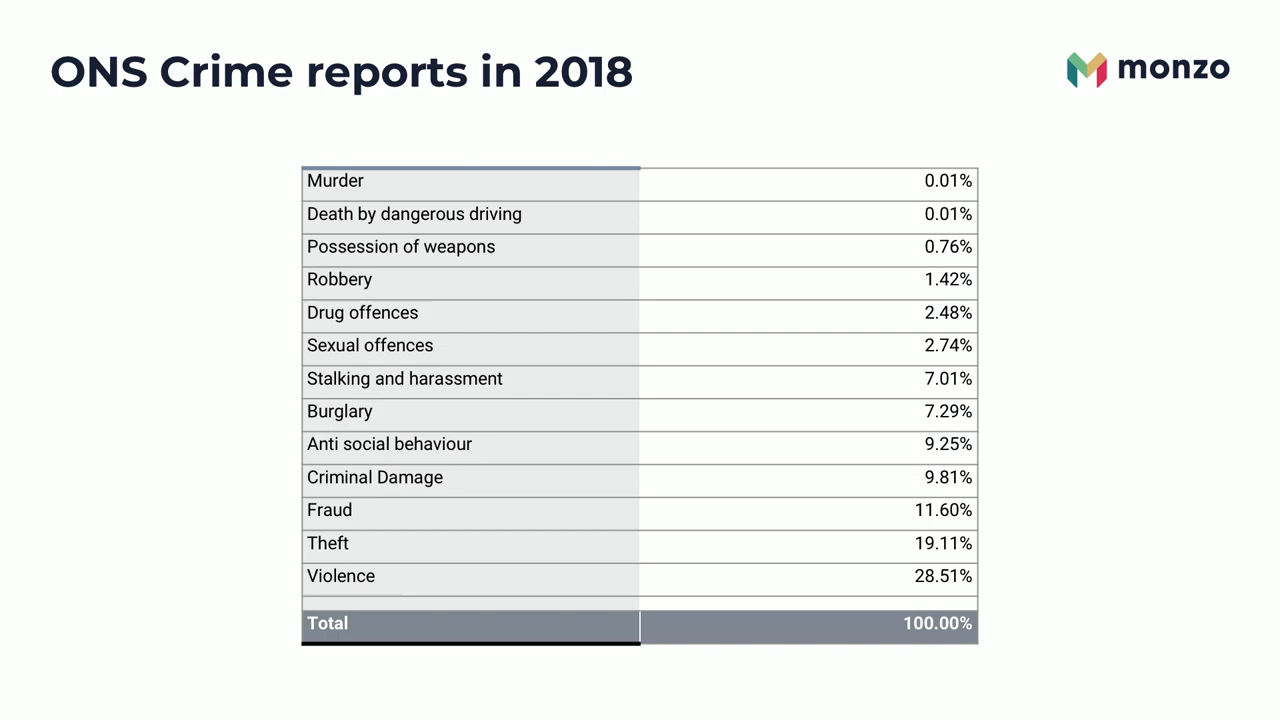 ONS Crime reports in 2018
monzo
Murder 0.01%
Death by dangerous driving 0.01%
Possession of weapons 0.76%
Robbery 1.42%
Drug offences 2.48%
Sexual offences 2.74%
Stalking and harassment 7.01%
Burglary 7.29%
Anti social behaviour 9.25%
Criminal Damage 9.81%
Fraud 11.60%
Theft 19.11%
Violence 28.51%
Total 100.00%